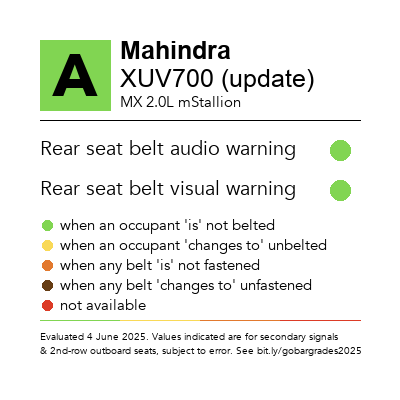 A
Mahindra
XUV700 (update)
MX 2.0L mStallion
Rear seat belt audio warning
Rear seat belt visual warning
when an occupant 'is' not belted
when an occupant 'changes to' unbelted
when any belt 'is' not fastened
when any belt 'changes to' unfastened
not available
Evaluated 4 June 2025. Values indicated are for secondary signals
& 2nd-row outboard seats, subject to error. See bit.ly/gobargrades2025